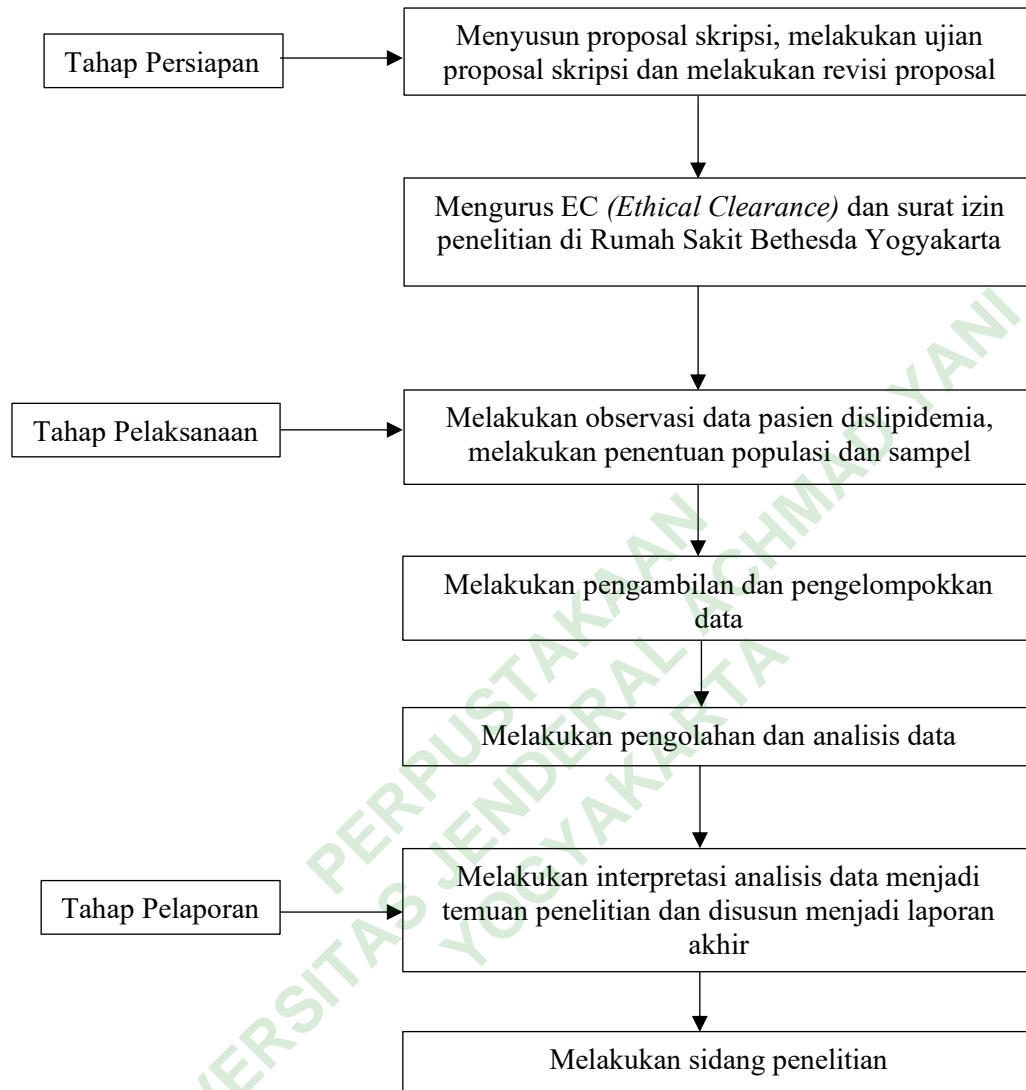 Tahap Persiapan
Menyusun proposal skripsi, melakukan ujian
proposal skripsi dan melakukan revisi proposal
Mengurus EC (Ethical Clearance) dan surat izin
penelitian di Rumah Sakit Bethesda Yogyakarta
Tahap Pelaksanaan
Melakukan observasi data pasien dislipidemia,
melakukan penentuan populasi dan sampel
Melakukan pengambilan dan pengelompokkan
data
Melakukan pengolahan dan analisis data
Tahap Pelaporan
Melakukan interpretasi analisis data menjadi
temuan penelitian dan disusun menjadi laporan
akhir
Melakukan sidang penelitian
PERPUSTAKAAN
VERSITAS JENDERAL ACHMAD YANI
YOGYAKARTA